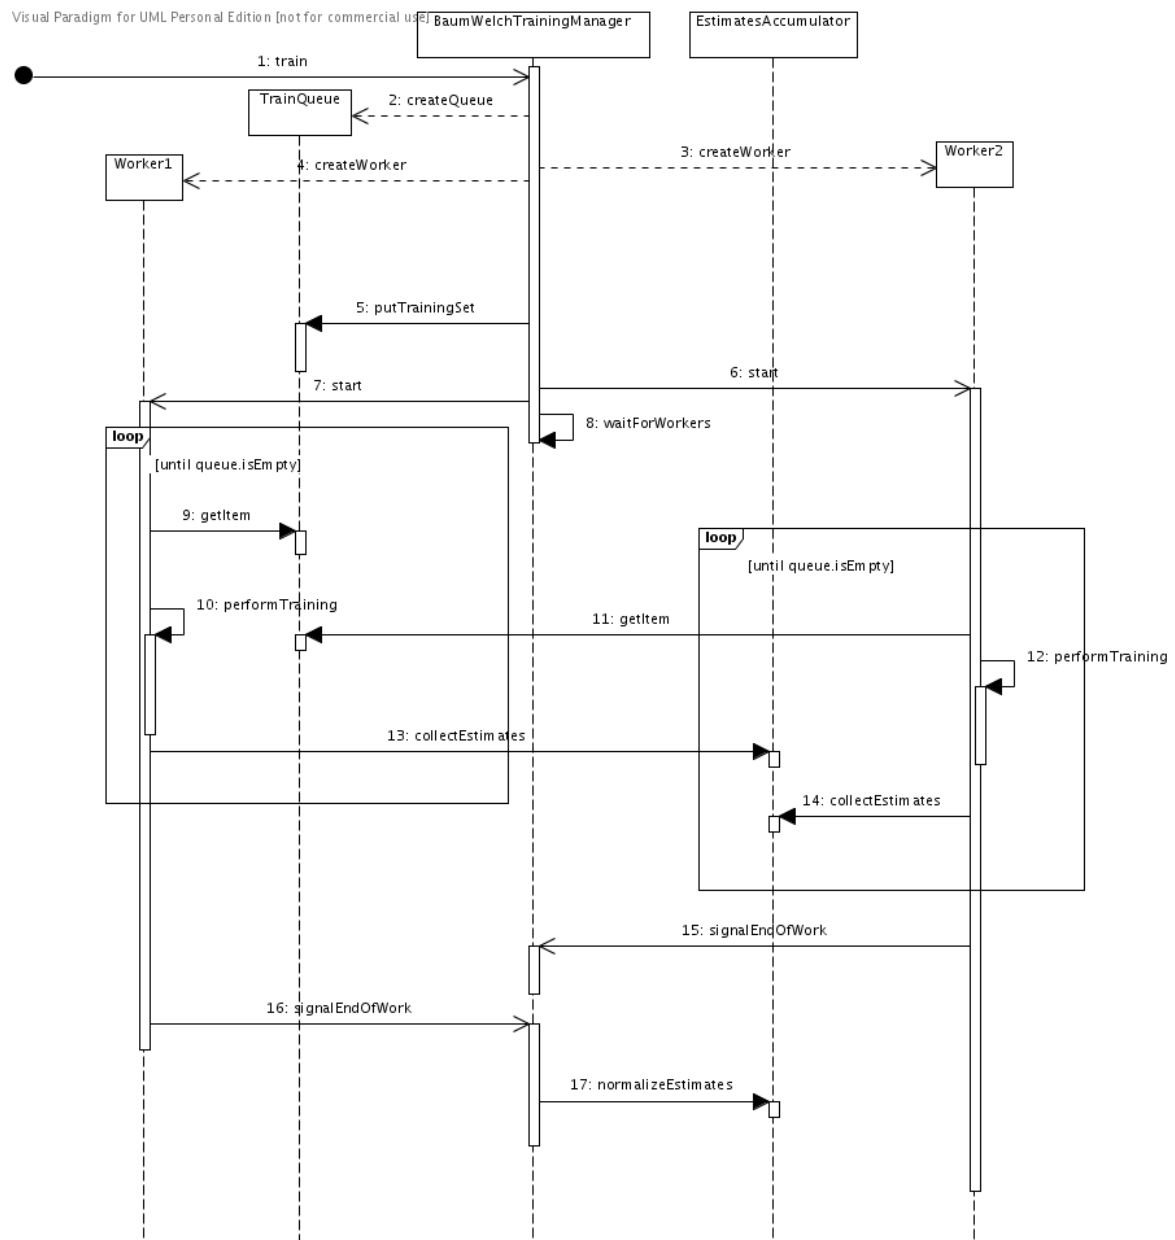 Visual Paradigm for UML Personal Edition [not for commercial use]
BaumWelchTrainingManager
EstimatesAccumulator
1: train
TrainQueue
2: createQueue
Worker1
4: createWorker
3: createWorker
Worker2
5: putTrainingSet
6: start
7: start
8: waitForWorkers
loop
[until queue.isEmpty]
9: getItem
loop
[until queue.isEmpty]
10: performTraining
11: getItem
12: performTraining
13: collectEstimates
14: collectEstimates
15: signalEndOfWork
16: signalEndOfWork
17: normalizeEstimates